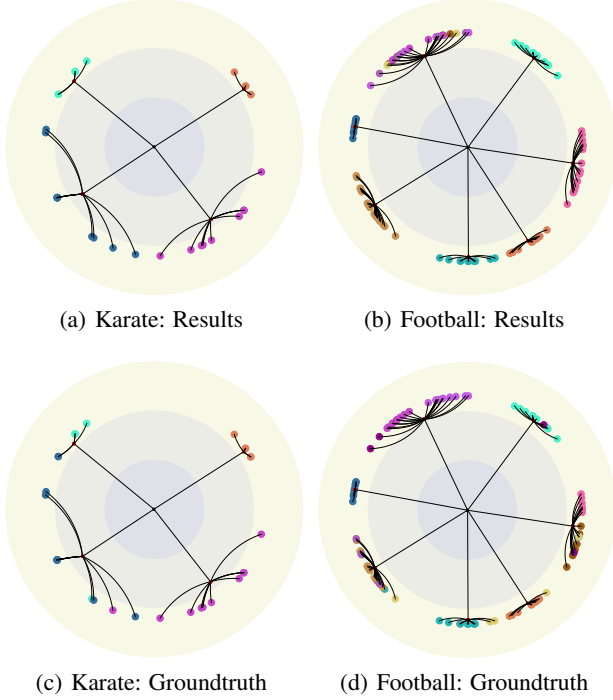 (a) Karate: Results
(b) Football: Results
(c) Karate: Groundtruth
(d) Football: Groundtruth